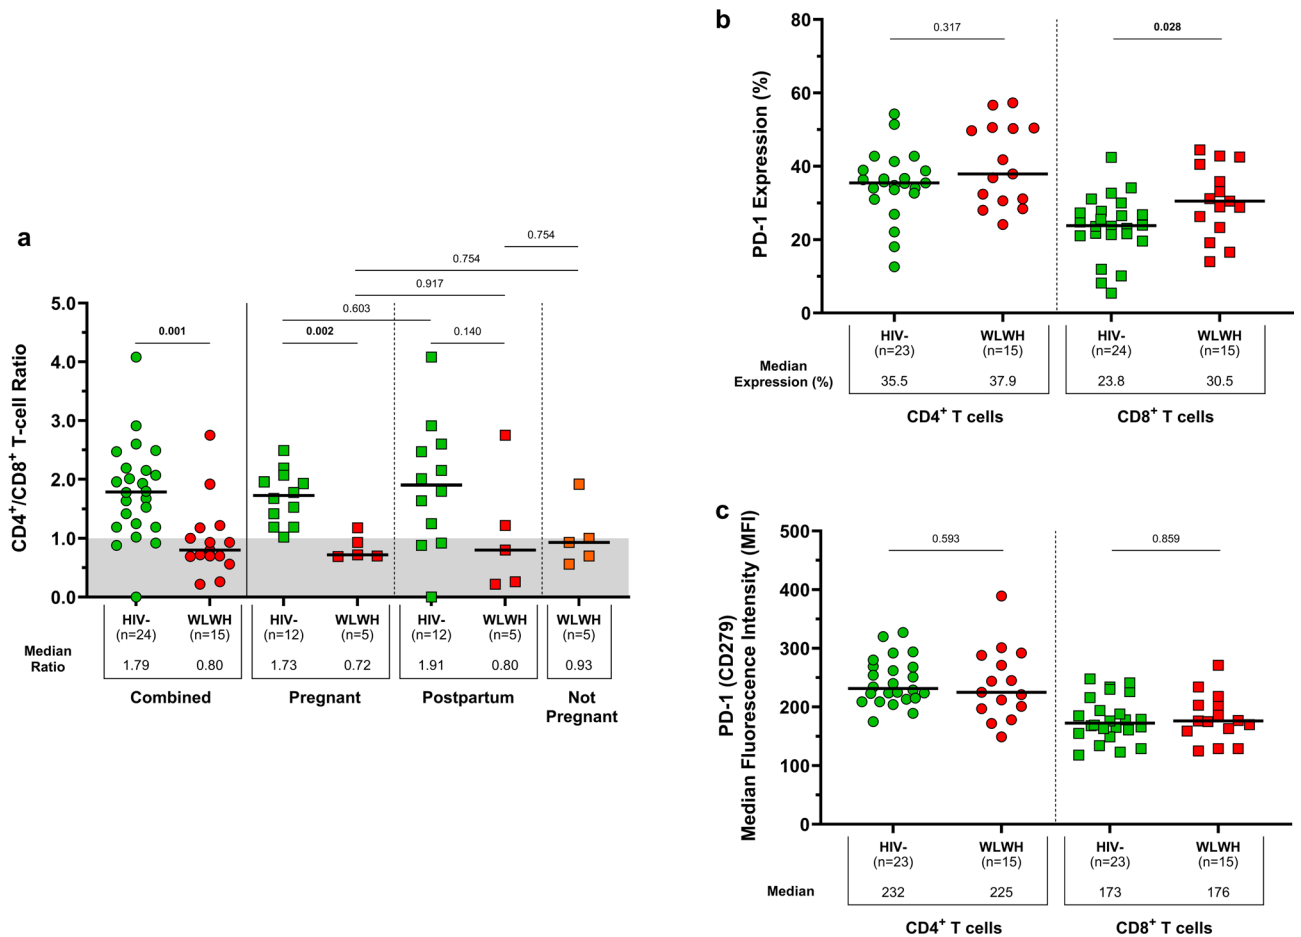 a
0.754
0.754
0.917
0.603
0.001
0.002
0.140
CD4+/CD8+ T-cell Ratio
5.0
4.0
3.0
2.0
1.0
0.0
HIV- WLWH HIV- WLWH HIV- WLWH WLWH
(n=24) (n=15) (n=12) (n=5) (n=12) (n=5) (n=5)
Median
Ratio
1.79 0.80 1.73 0.72 1.91 0.80 0.93
Combined Pregnant Postpartum Not
Pregnant
b
0.317
0.028
PD-1 Expression (%)
80
60
40
20
0
HIV- WLWH HIV- WLWH
(n=23) (n=15) (n=24) (n=15)
Median
Expression (%)
35.5 37.9 23.8 30.5
CD4+ T cells CD8+ T cells
c
0.593
0.859
PD-1 (CD279)
Median Fluorescence Intensity (MFI)
500
400
300
200
100
0
HIV- WLWH HIV- WLWH
(n=23) (n=15) (n=23) (n=15)
Median 232 225 173 176
CD4+ T cells CD8+ T cells